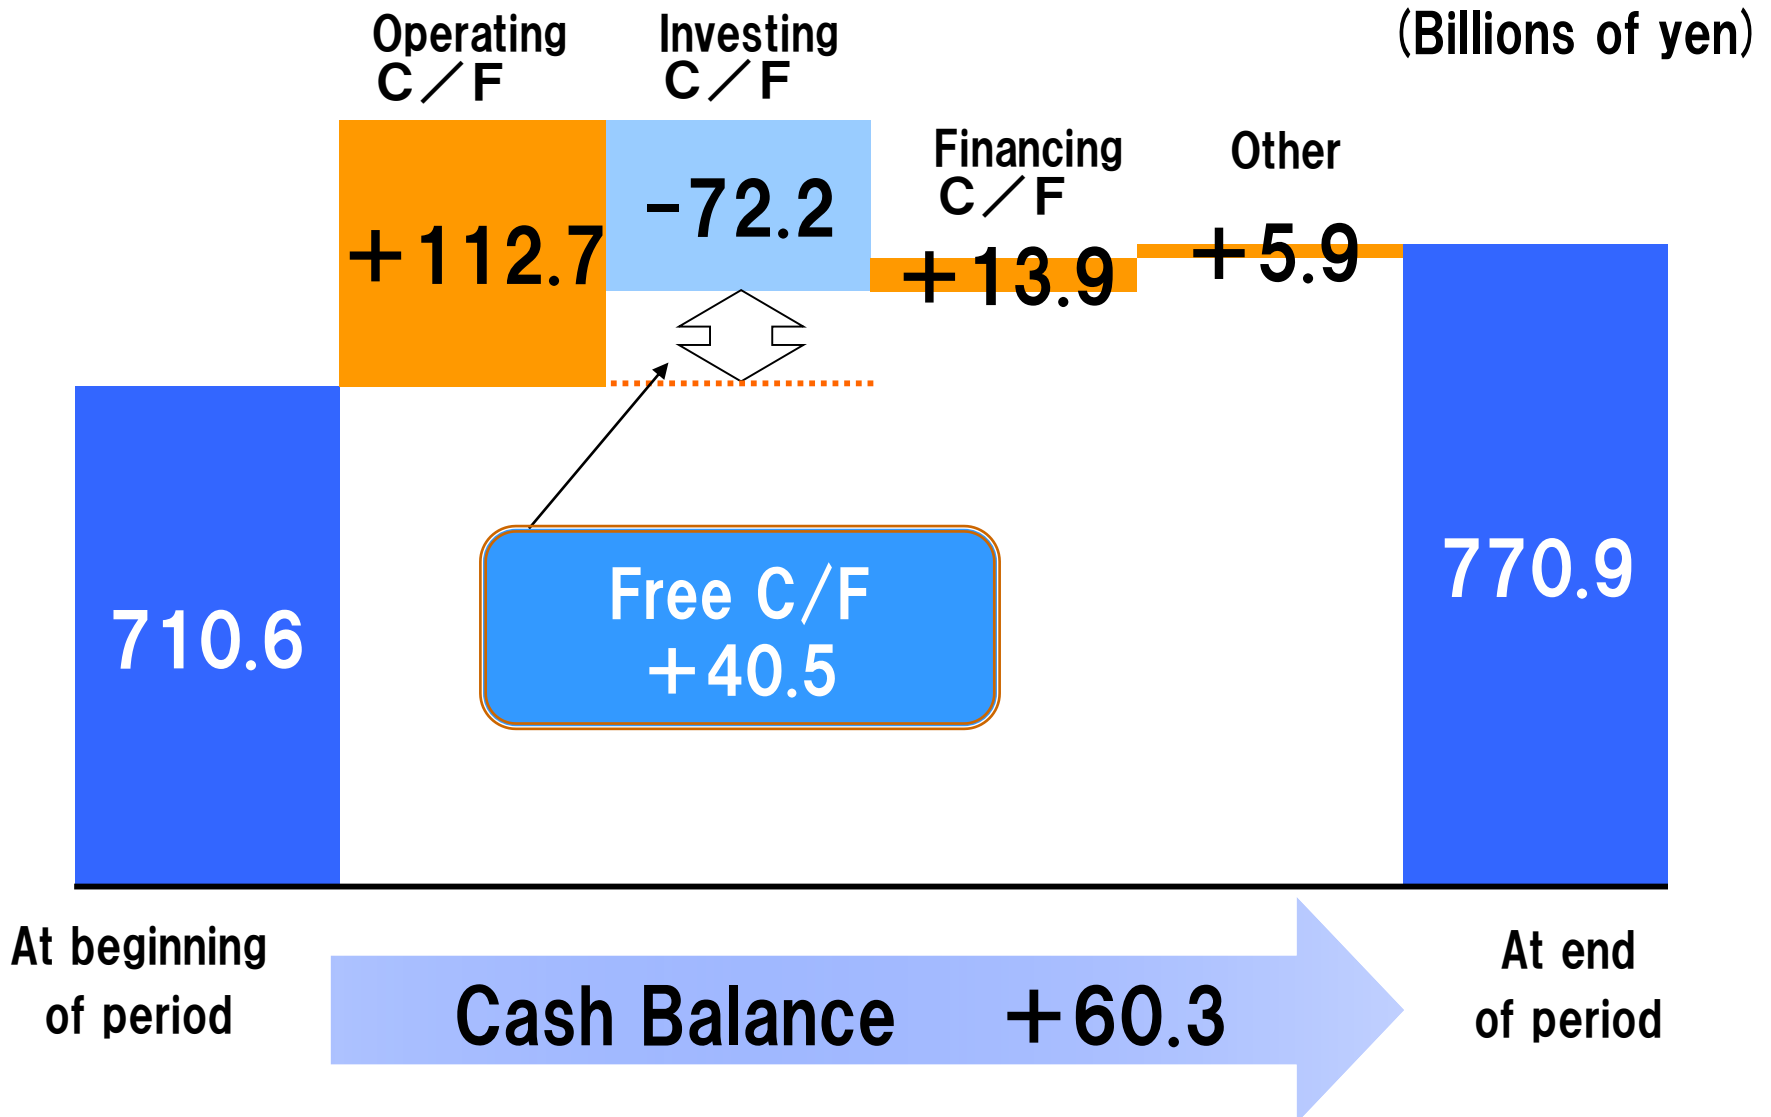 (Billions of yen)
Operating
C／F
Investing
C／F
Financing
C／F
Other
+112.7
-72.2
+13.9
+5.9
710.6
Free C/F
+40.5
770.9
At beginning
of period
Cash Balance +60.3
At end
of period